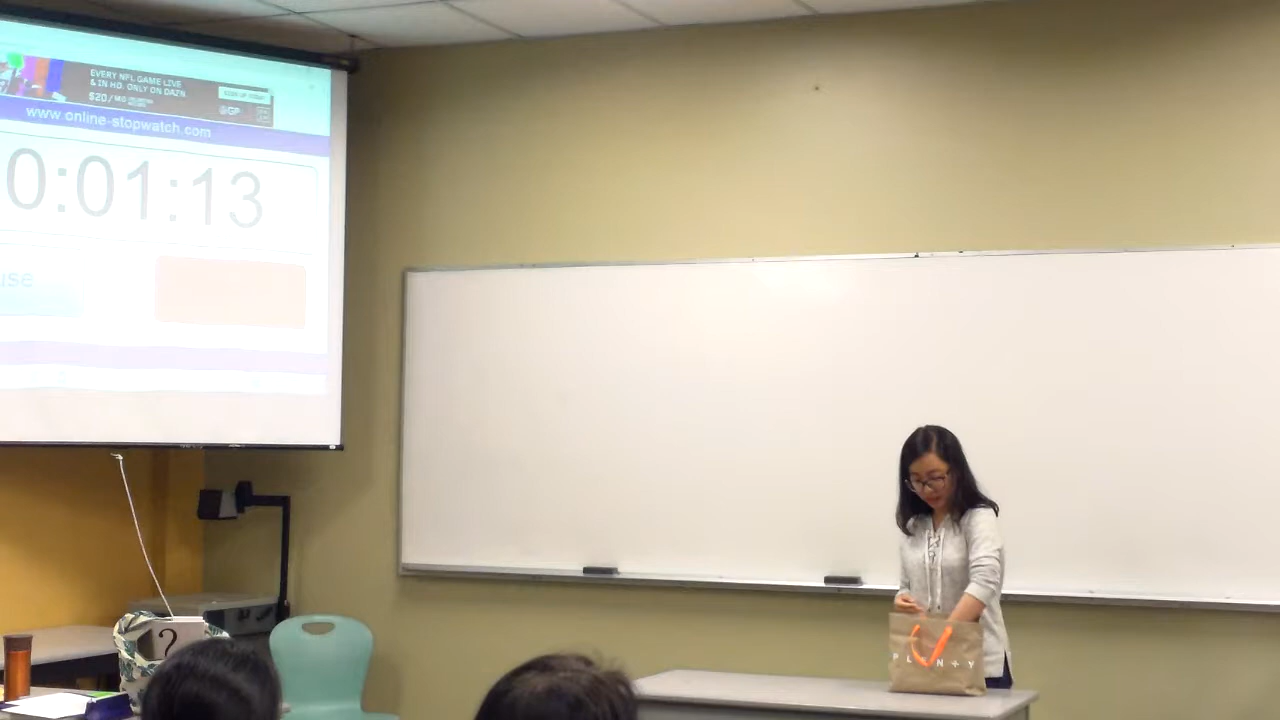 EVERY NFL GAME LIVE
& IN HD. ONLY ON DAZN.
$20/MO
www.online-stopwatch.com
0:01:13
use
?
PLEN+Y